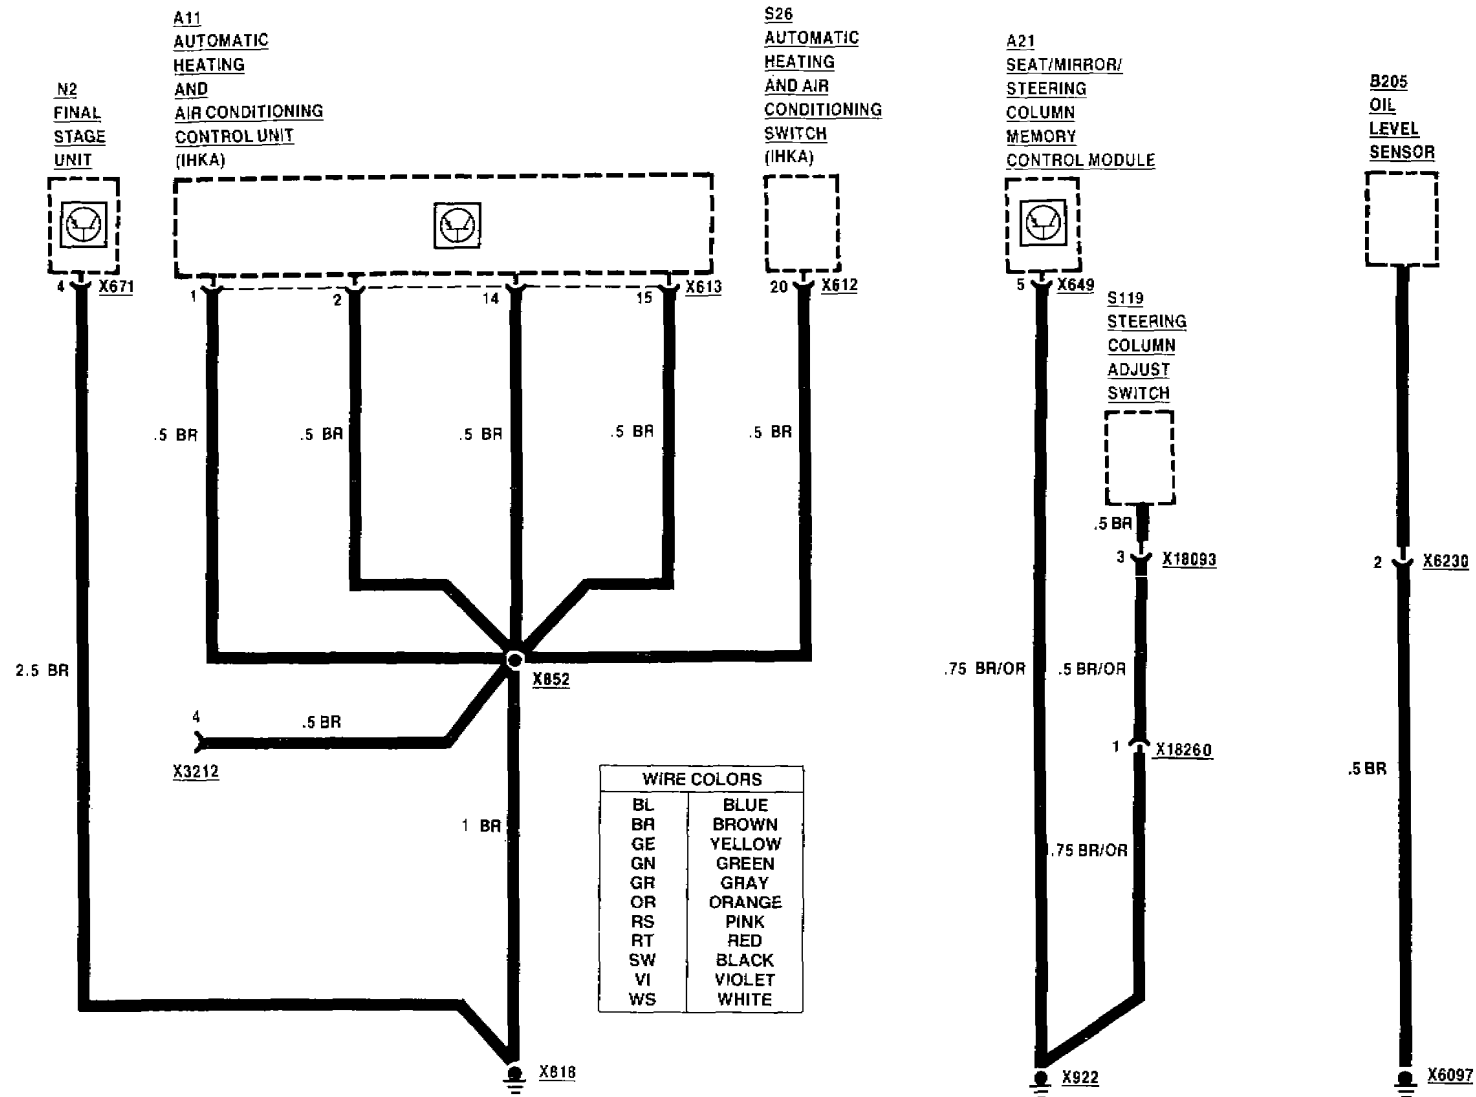 A11
AUTOMATIC
HEATING
AND
AIR CONDITIONING
CONTROL UNIT
(IHKA)
S26
AUTOMATIC
HEATING
AND AIR
CONDITIONING
SWITCH
(IHKA)
A21
SEAT/MIRROR/
STEERING
COLUMN
MEMORY
CONTROL MODULE
N2
FINAL
STAGE
UNIT
B205
OIL
LEVEL
SENSOR
4 X671
1
2
14
15 X613
20 X612
5 X649
S119
STEERING
COLUMN
ADJUST
SWITCH
.5 BR
.5 BR
.5 BR
.5 BR
.5 BR
.5 BR
3 X18093
2 X6230
2.5 BR
X852
.75 BR/OR
.5 BR/OR
4
.5 BR
X3212
1 X18260
.5 BR
1 BR
.75 BR/OR
WIRE COLORS
BL BLUE
BR BROWN
GE YELLOW
GN GREEN
GR GRAY
OR ORANGE
RS PINK
RT RED
SW BLACK
VI VIOLET
WS WHITE
X818
X922
X6097